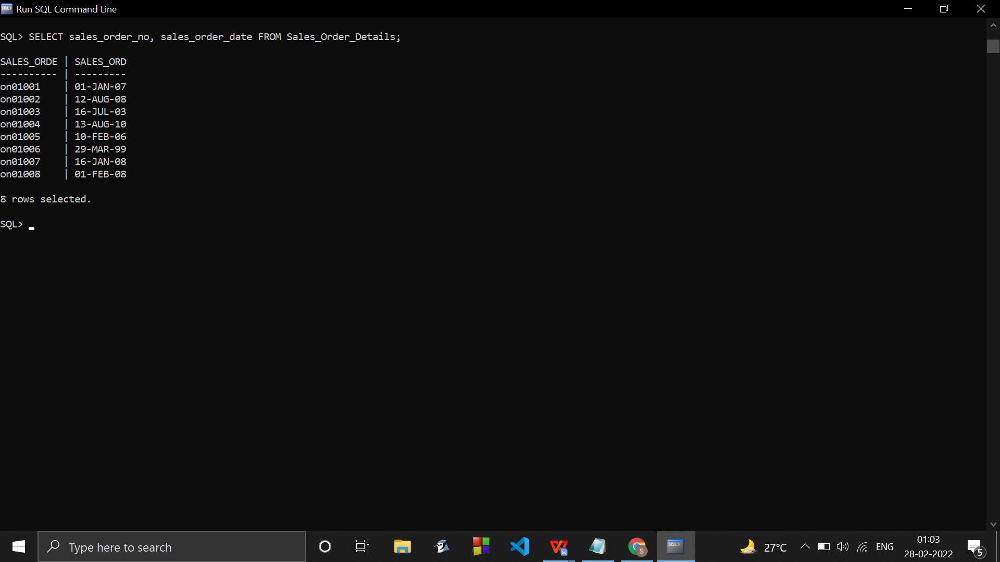 Run SQL Command Line
SQL> SELECT sales_order_no, sales_order_date FROM Sales_Order_Details;
SALES_ORDE | SALES_ORD
---------- | ---------
on01001 | 01-JAN-07
on01002 | 12-AUG-08
on01003 | 16-JUL-03
on01004 | 13-AUG-10
on01005 | 10-FEB-06
on01006 | 29-MAR-99
on01007 | 16-JAN-08
on01008 | 01-FEB-08
8 rows selected.
SQL>
Type here to search
27°C
ENG
01:03
28-02-2022
5